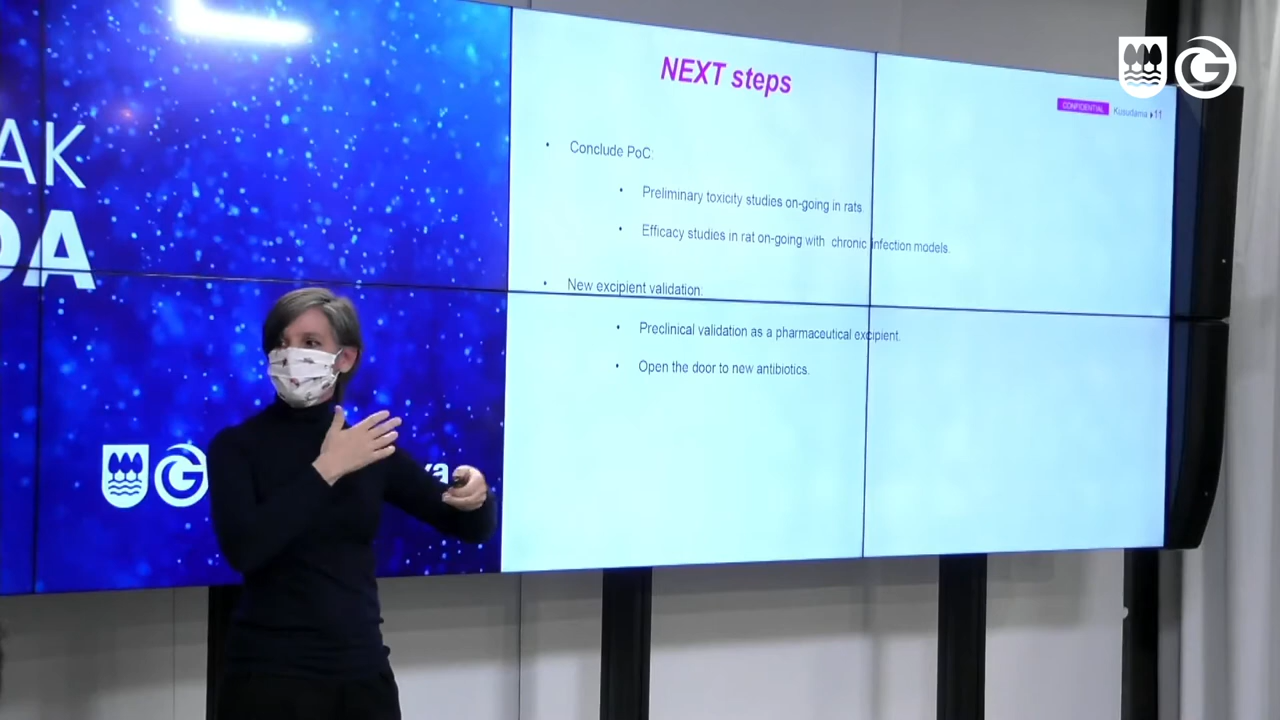 AK
DA
NEXT steps
CONFIDENTIAL Kusudama 11
• Conclude PoC:
• Preliminary toxicity studies on-going in rats.
• Efficacy studies in rat on-going with chronic infection models.
• New excipient validation:
• Preclinical validation as a pharmaceutical excipient.
• Open the door to new antibiotics.
G
G